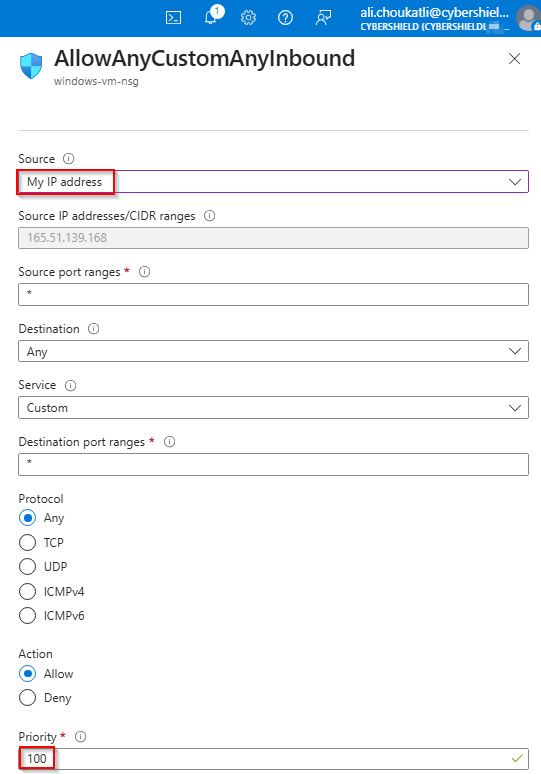 1
ali.choukatli@cybershiel...
CYBERSHIELD (CYBERSHIELD
AllowAnyCustomAnyInbound
windows-vm-nsg
Source
My IP address
Source IP addresses/CIDR ranges
165.51.139.168
Source port ranges *
*
Destination
Any
Service
Custom
Destination port ranges *
*
Protocol
Any
TCP
UDP
ICMPv4
ICMPv6
Action
Allow
Deny
Priority *
100